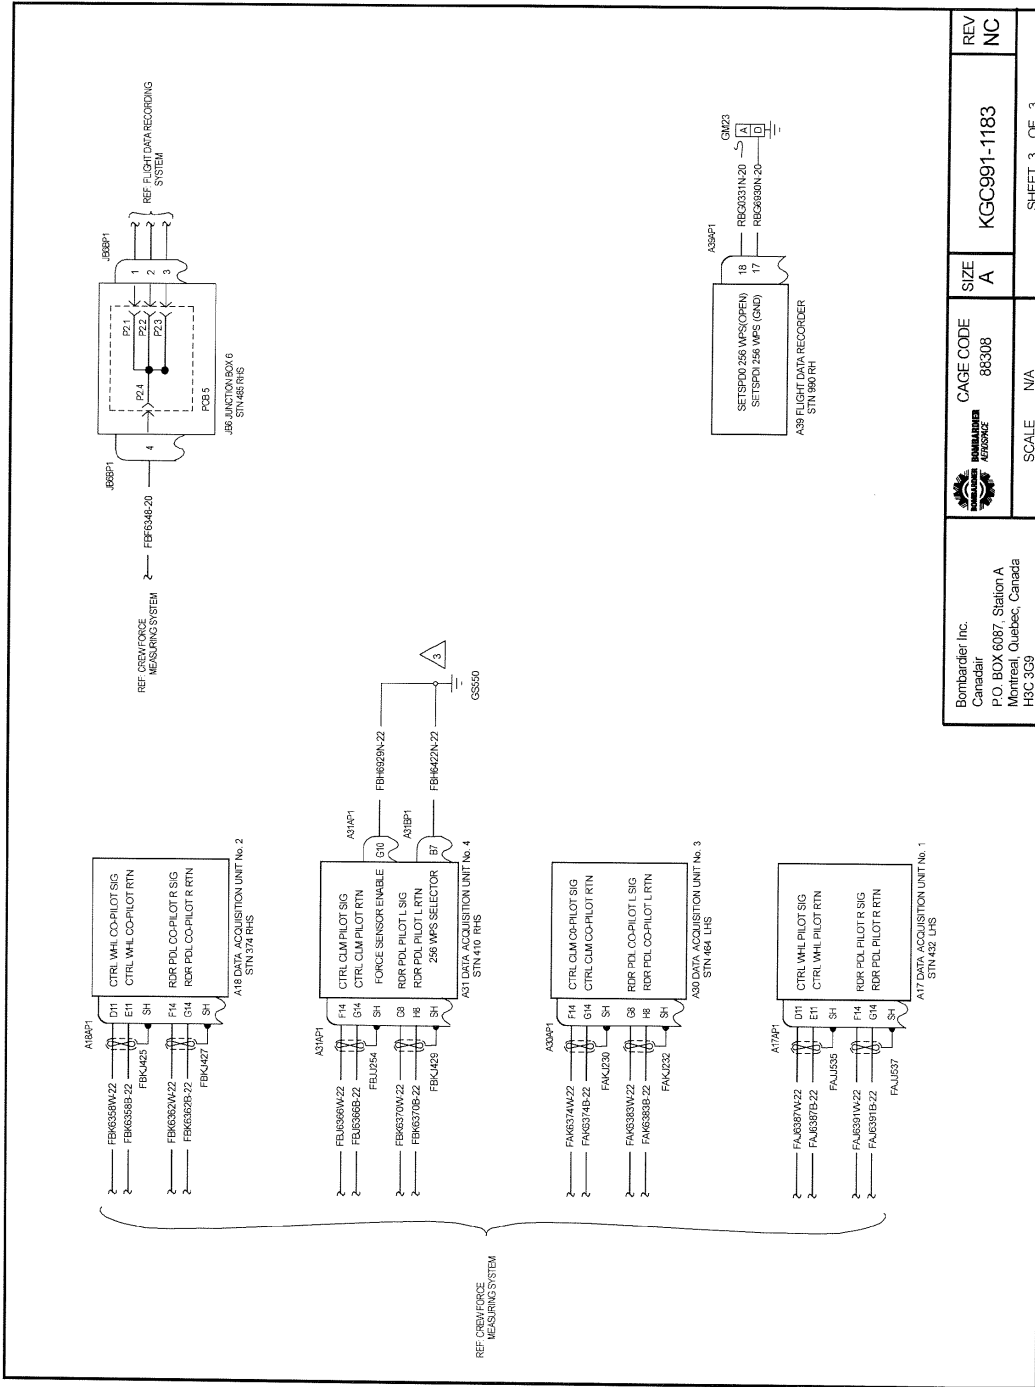 REF: CREW FORCE
MEASURING SYSTEM
FBK6358W-22
FBK6358B-22
FBKJ425
FBK6362W-22
FBK6362B-22
FBKJ427
A18AP1
D11
E11
SH
F14
G14
SH
CTRL WHL CO-PILOT SIG
CTRL WHL CO-PILOT RTN
RDR PDL CO-PILOT R SIG
RDR PDL CO-PILOT R RTN
A18 DATA ACQUISITION UNIT No. 2
STN 374 RHS
FBJ6366W-22
FBJ6366B-22
FBJJ254
FBK6370W-22
FBK6370B-22
FBKJ429
A31AP1
F14
G14
SH
G8
H8
SH
CTRL CLM PILOT SIG
CTRL CLM PILOT RTN
FORCE SENSOR ENABLE
RDR PDL PILOT L SIG
RDR PDL PILOT L RTN
256 WPS SELECTOR
A31 DATA ACQUISITION UNIT No. 4
STN 410 RHS
A31AP1
G10
A31BP1
B7
FBH6929N-22
FBH6422N-22
3
GS550
FAK6374W-22
FAK6374B-22
FAKJ230
FAK6383W-22
FAK6383B-22
FAKJ232
A30AP1
F14
G14
SH
G8
H8
SH
CTRL CLM C0-PILOT SIG
CTRL CLM CO-PILOT RTN
RDR PDL CO-PILOT L SIG
RDR PDL CO-PILOT L RTN
A30 DATA ACQUISITION UNIT No. 3
STN 464 LHS
FAJ6387W-22
FAJ6387B-22
FAJJ535
FAJ6391W-22
FAJ6391B-22
FAJJ537
A17AP1
D11
E11
SH
F14
G14
SH
CTRL WHL PILOT SIG
CTRL WHL PILOT RTN
RDR PDL PILOT R SIG
RDR PDL PILOT R RTN
A17 DATA ACQUISITION UNIT No. 1
STN 432 LHS
REF: CREW FORCE
MEASURING SYSTEM
FBF6348-20
JB6BP1
4
P2.4
P2.1
P2.2
P2.3
PCB 5
JB6 JUNCTION BOX 6
STN 485 RHS
JB6BP1
1
2
3
REF: FLIGHT DATA RECORDING
SYSTEM
SETSPD0 256 WPS(OPEN)
SETSPDI 256 WPS (GND)
A39 FLIGHT DATA RECORDER
STN 990 RH
A39AP1
18
17
RBG0331N-20
RBG6930N-20
GM23
A
D
Bombardier Inc.
Canadair
P.O. BOX 6087, Station A
Montreal, Quebec, Canada
H3C 3G9
BOMBARDIER
BOMBARDIER
AEROSPACE
CAGE CODE
88308
SIZE
A
KGC991-1183
REV
NC
SCALE N/A
SHEET 3 OF 3